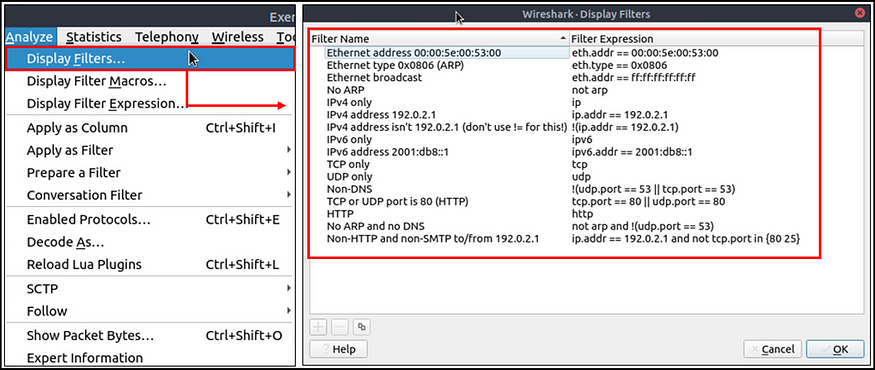 Exer
Analyze Statistics Telephony Wireless Too
Display Filters...
Display Filter Macros...
Display Filter Expression...
Apply as Column Ctrl+Shift+I
Apply as Filter
Prepare a Filter
Conversation Filter
Enabled Protocols... Ctrl+Shift+E
Decode As...
Reload Lua Plugins Ctrl+Shift+L
SCTP
Follow
Show Packet Bytes... Ctrl+Shift+O
Expert Information
Wireshark · Display Filters
Filter Name Filter Expression
Ethernet address 00:00:5e:00:53:00 eth.addr == 00:00:5e:00:53:00
Ethernet type 0x0806 (ARP) eth.type == 0x0806
Ethernet broadcast eth.addr == ff:ff:ff:ff:ff:ff
No ARP not arp
IPv4 only ip
IPv4 address 192.0.2.1 ip.addr == 192.0.2.1
IPv4 address isn't 192.0.2.1 (don't use != for this!) !(ip.addr == 192.0.2.1)
IPv6 only ipv6
IPv6 address 2001:db8::1 ipv6.addr == 2001:db8::1
TCP only tcp
UDP only udp
Non-DNS !(udp.port == 53 || tcp.port == 53)
TCP or UDP port is 80 (HTTP) tcp.port == 80 || udp.port == 80
HTTP http
No ARP and no DNS not arp and !(udp.port == 53)
Non-HTTP and non-SMTP to/from 192.0.2.1 ip.addr == 192.0.2.1 and not tcp.port in {80 25}
Help Cancel OK